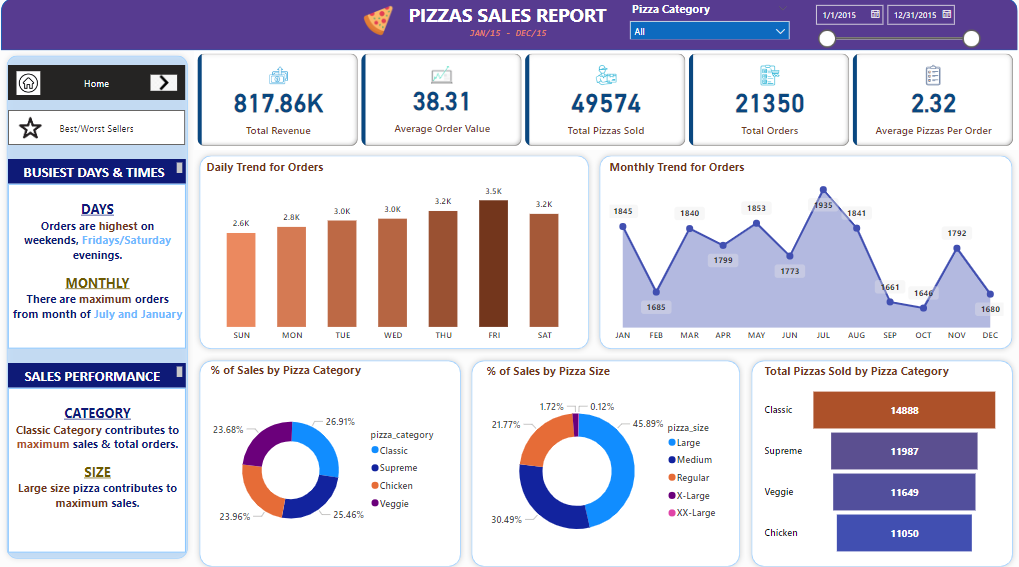 PIZZAS SALES REPORT
JAN/15 - DEC/15
Pizza Category
All
1/1/2015
12/31/2015
Home
Best/Worst Sellers
817.86K
Total Revenue
38.31
Average Order Value
49574
Total Pizzas Sold
21350
Total Orders
2.32
Average Pizzas Per Order
BUSIEST DAYS & TIMES
DAYS
Orders are highest on
weekends, Fridays/Saturday
evenings.
MONTHLY
There are maximum orders
from month of July and January
SALES PERFORMANCE
CATEGORY
Classic Category contributes to
maximum sales & total orders.
SIZE
Large size pizza contributes to
maximum sales.
Daily Trend for Orders
2.6K
2.8K
3.0K
3.0K
3.2K
3.5K
3.2K
SUN
MON
TUE
WED
THU
FRI
SAT
Monthly Trend for Orders
1845
1685
1840
1799
1853
1773
1935
1841
1661
1646
1792
1680
JAN
FEB
MAR
APR
MAY
JUN
JUL
AUG
SEP
OCT
NOV
DEC
% of Sales by Pizza Category
26.91%
25.46%
23.96%
23.68%
pizza_category
Classic
Supreme
Chicken
Veggie
% of Sales by Pizza Size
1.72%
0.12%
45.89%
21.77%
30.49%
pizza_size
Large
Medium
Regular
X-Large
XX-Large
Total Pizzas Sold by Pizza Category
Classic
14888
Supreme
11987
Veggie
11649
Chicken
11050